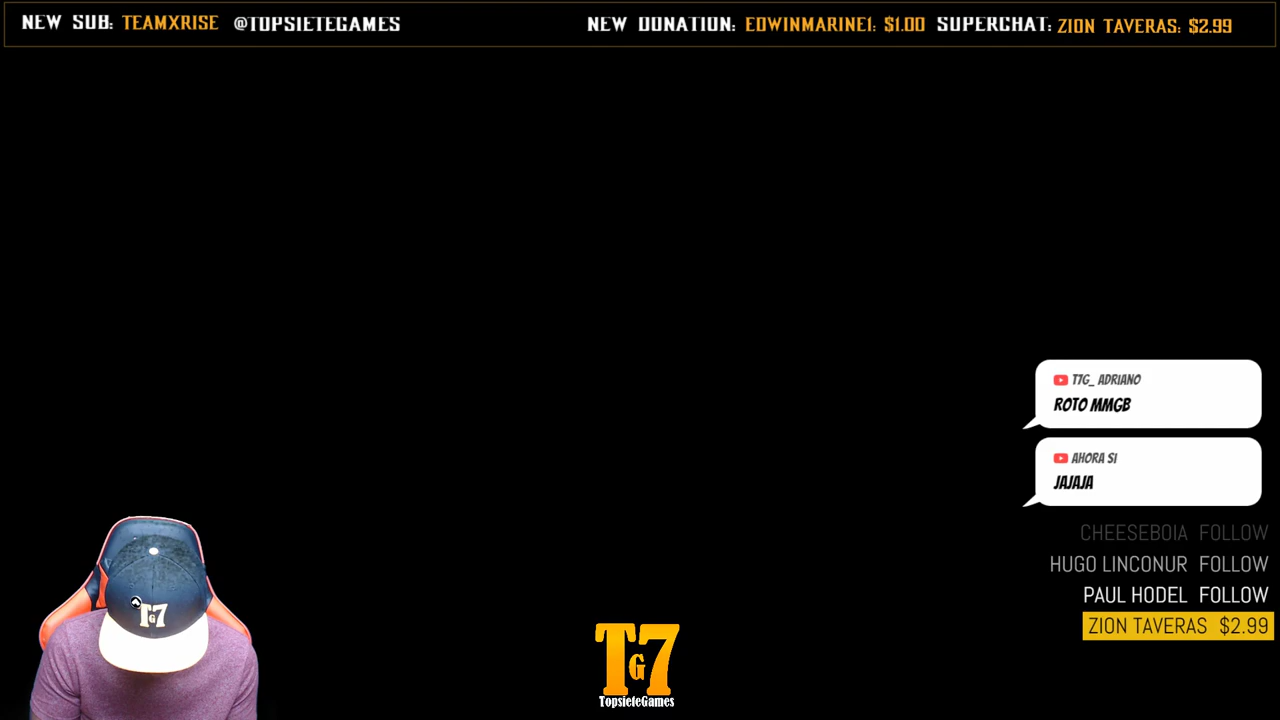 NEW SUB: TEAMXRISE @TOPSIETEGAMES NEW DONATION: EDWINMARINE1: $1.00 SUPERCHAT: ZION TAVERAS: $2.99
T7G_ ADRIANO
ROTO MMGB
AHORA SI
JAJAJA
CHEESEBOIA FOLLOW
HUGO LINCONUR FOLLOW
PAUL HODEL FOLLOW
ZION TAVERAS $2.99
TG7
TG7
TopsieteGames